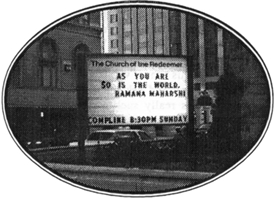 The Church of the Redeemer
AS YOU ARE
SO IS THE WORLD.
RAMANA MAHARSHI
COMPLINE 8:30PM SUNDAY